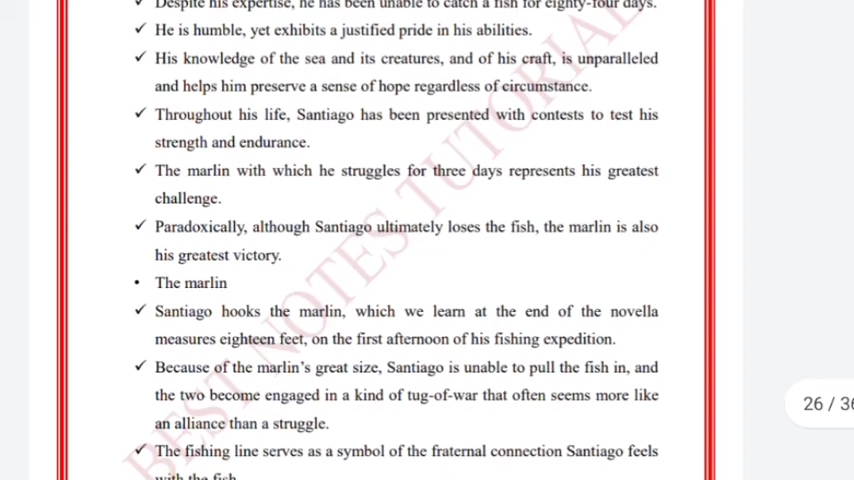 Despite his expertise, he has been unable to catch a fish for eighty-four days.
✓ He is humble, yet exhibits a justified pride in his abilities.
✓ His knowledge of the sea and its creatures, and of his craft, is unparalleled
and helps him preserve a sense of hope regardless of circumstance.
✓ Throughout his life, Santiago has been presented with contests to test his
strength and endurance.
✓ The marlin with which he struggles for three days represents his greatest
challenge.
✓ Paradoxically, although Santiago ultimately loses the fish, the marlin is also
his greatest victory.
• The marlin
✓ Santiago hooks the marlin, which we learn at the end of the novella
measures eighteen feet, on the first afternoon of his fishing expedition.
✓ Because of the marlin's great size, Santiago is unable to pull the fish in, and
the two become engaged in a kind of tug-of-war that often seems more like
an alliance than a struggle.
✓ The fishing line serves as a symbol of the fraternal connection Santiago feels
with the fish
BEST NOTES TUTORIAL
26 / 36